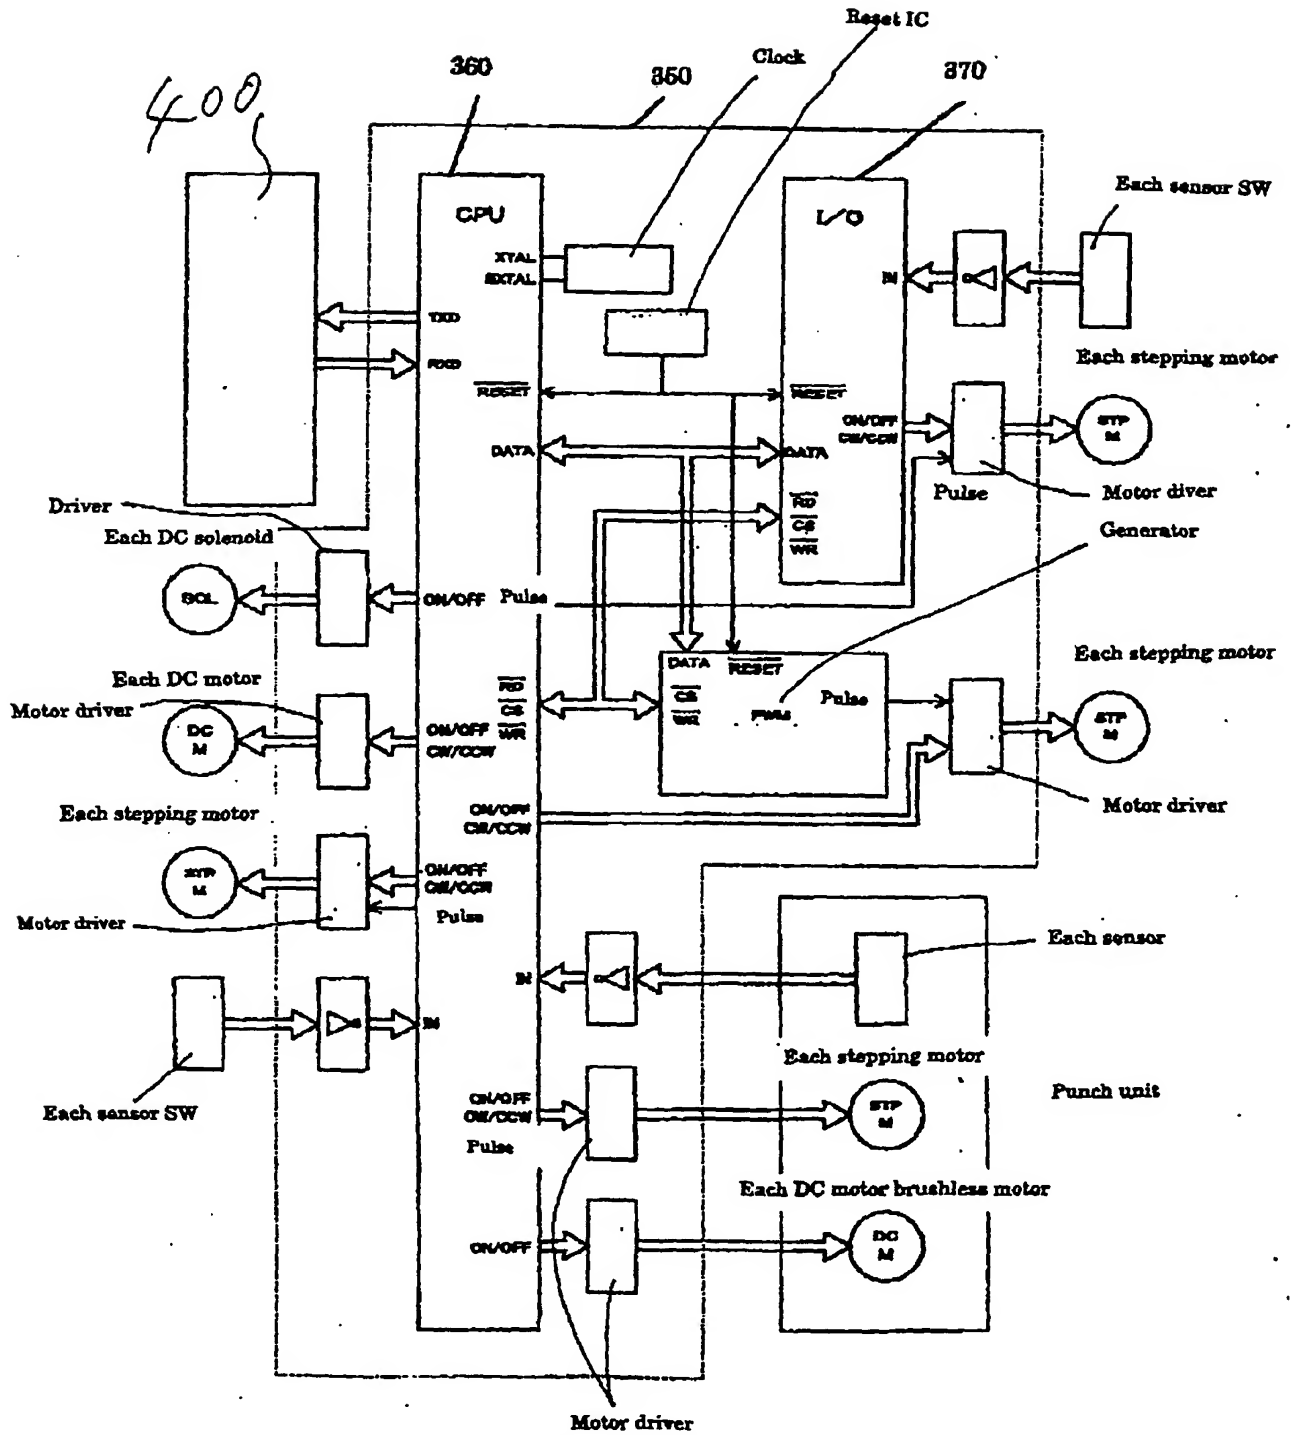 Reset IC
Clock
360
350
370
400
CPU
I/O
Each sensor SW
XTAL
EXTAL
IN
TXD
RXD
Each stepping motor
RESET
RESET
ON/OFF
CW/CCW
STP
M
DATA
DATA
Pulse
Motor diver
Driver
RD
CS
WR
Generator
Each DC solenoid
SOL
ON/OFF
Pulse
Each stepping motor
DATA
RESET
Each DC motor
RD
CS
WR
CS
WR
PWM
Pulse
Motor driver
DC
M
ON/OFF
CW/CCW
STP
M
Each stepping motor
ON/OFF
CW/CCW
Motor driver
STP
M
ON/OFF
CW/CCW
Pulse
Motor driver
Each sensor
IN
IN
Each stepping motor
Punch unit
Each sensor SW
ON/OFF
CW/CCW
STP
M
Pulse
Each DC motor brushless motor
ON/OFF
DC
M
Motor driver